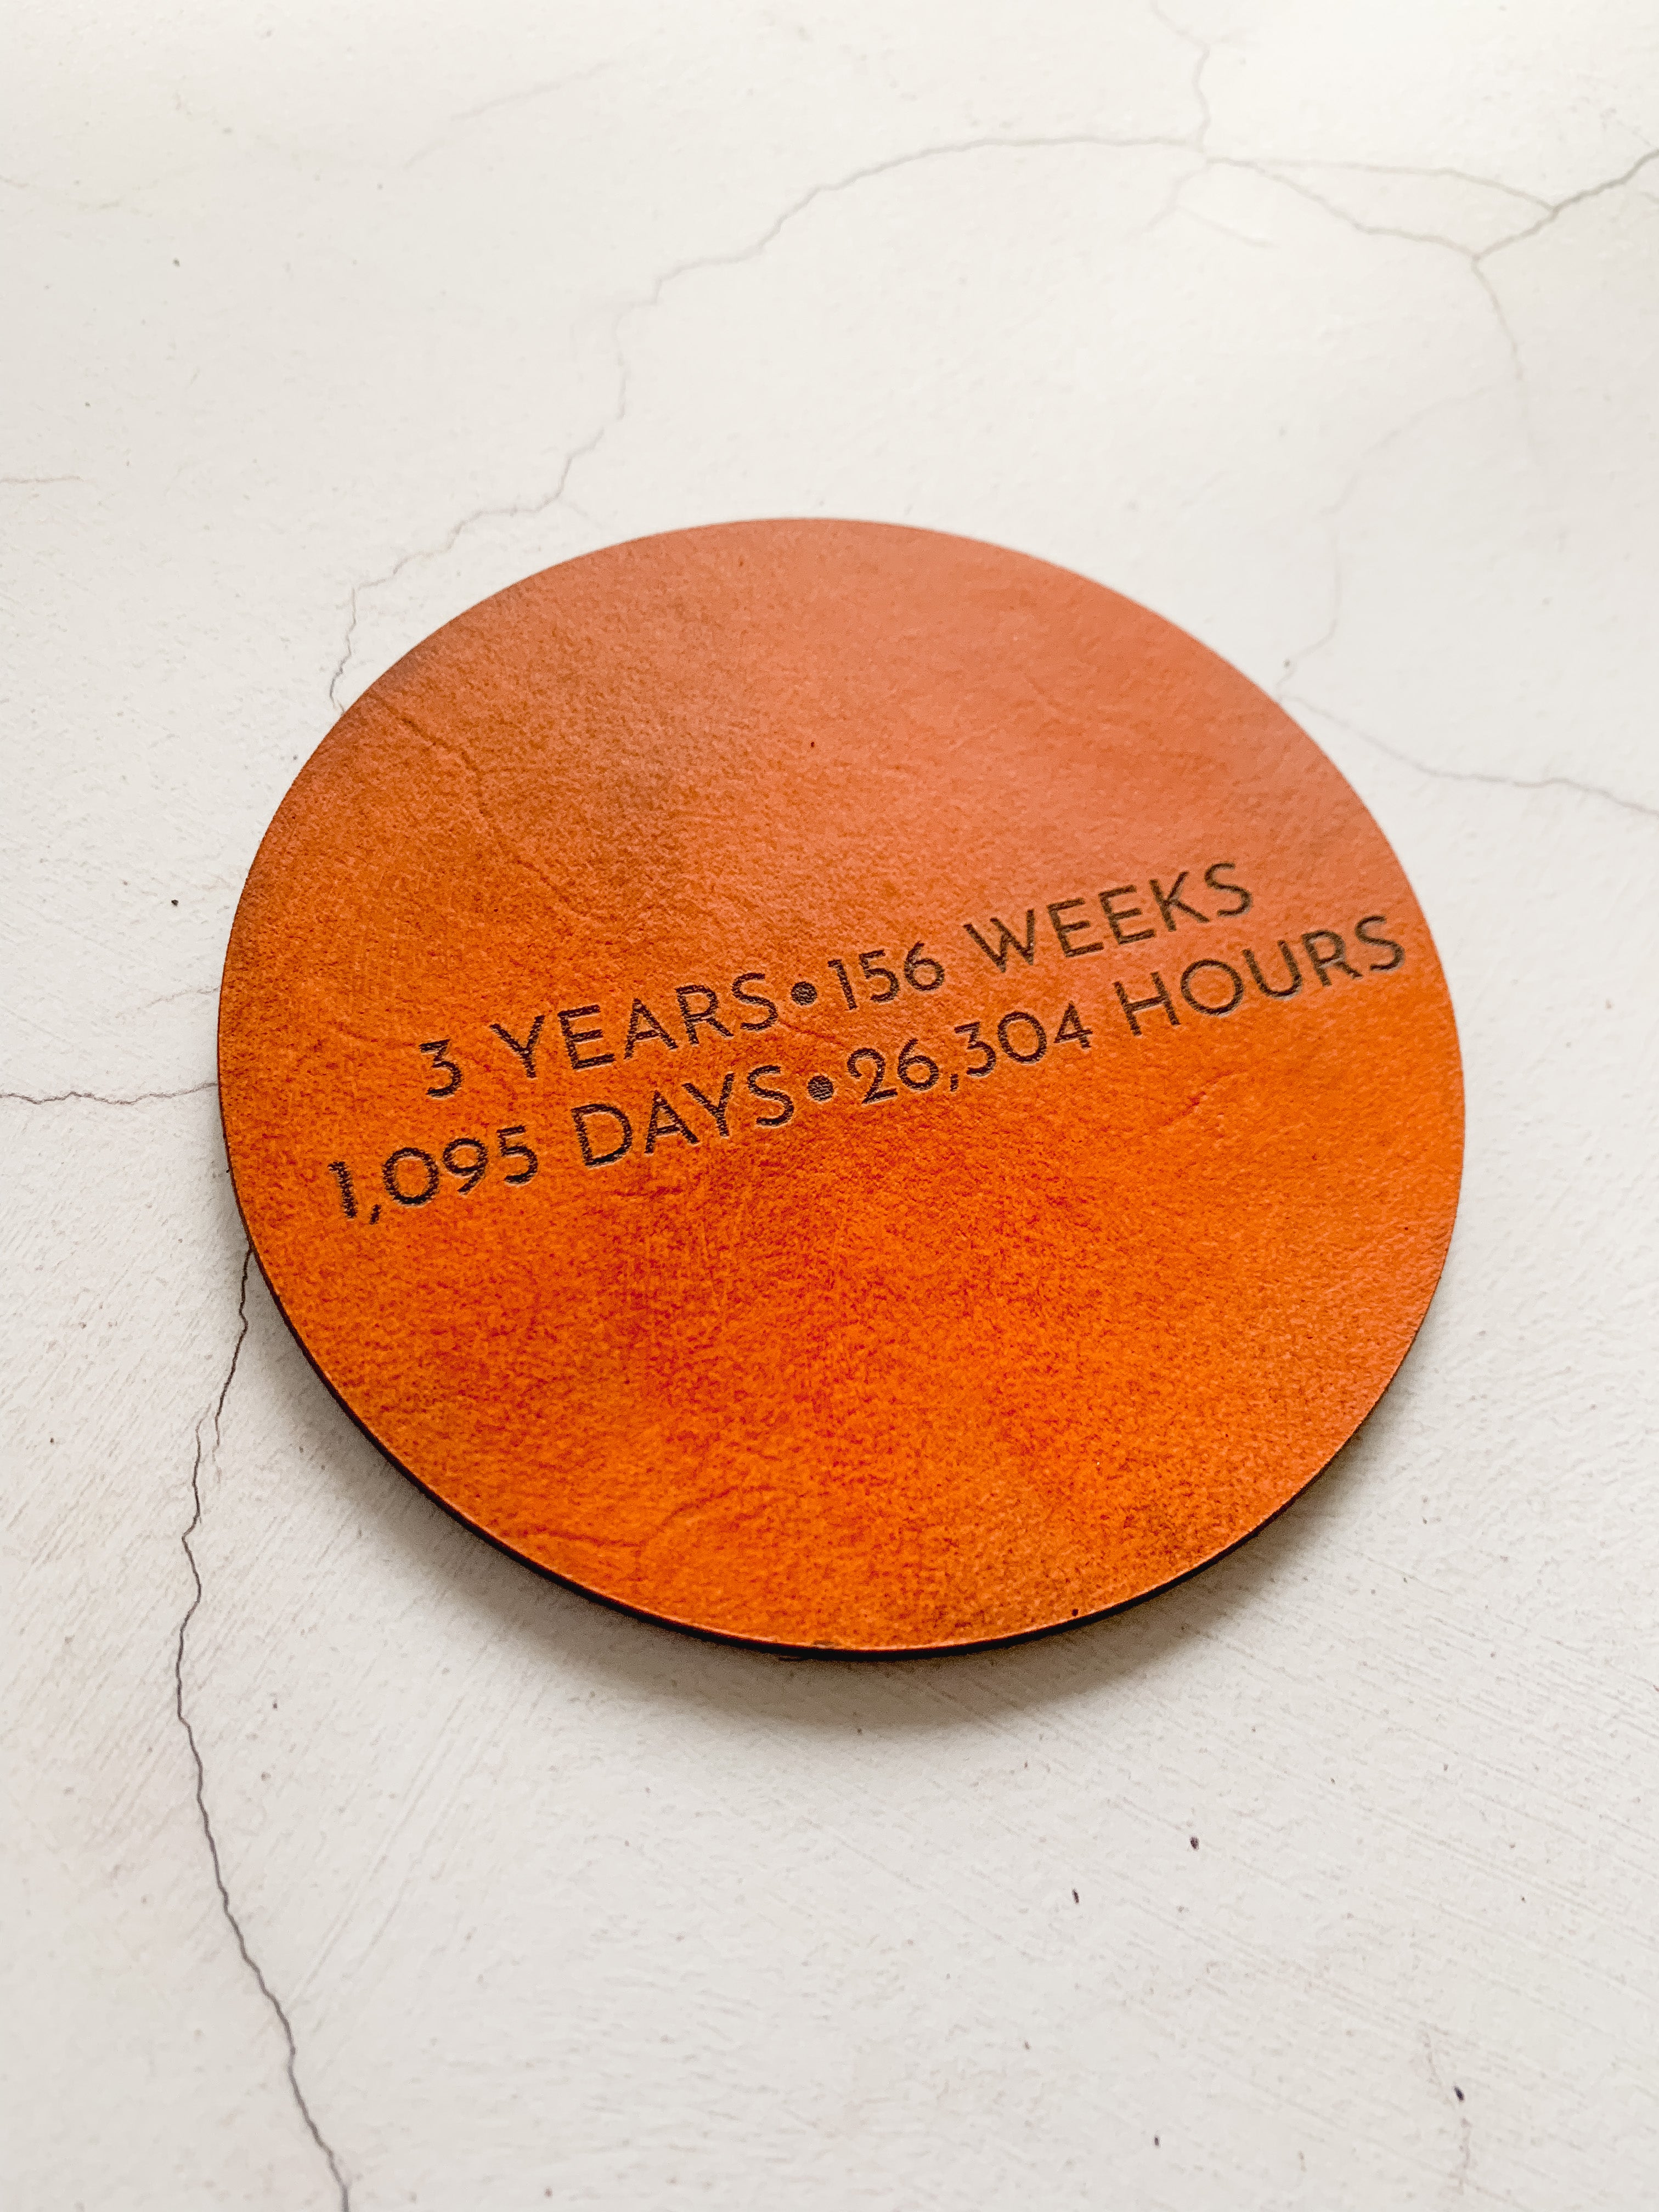 3 YEARS•156 WEEKS
1,095 DAYS•26,304 HOURS